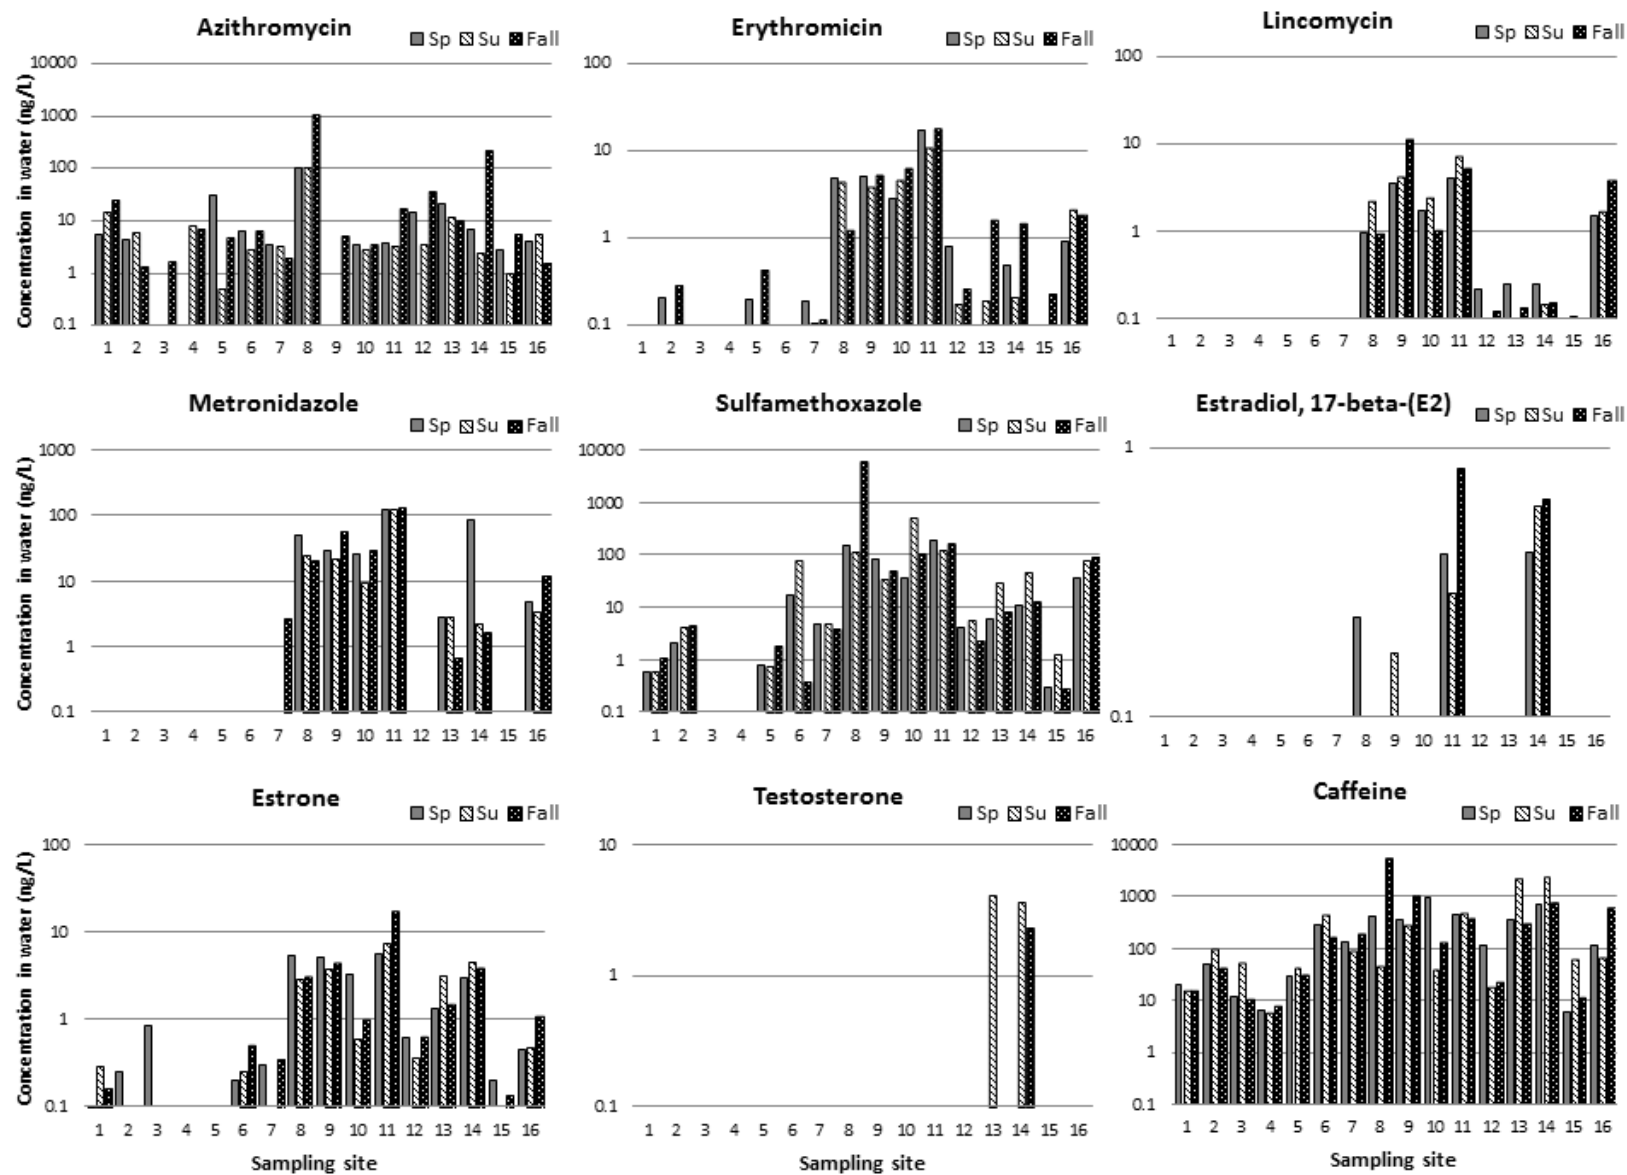 Azithromycin
Sp Su Fall
Concentration in water (ng/L)
10000
1000
100
10
1
0.1
1 2 3 4 5 6 7 8 9 10 11 12 13 14 15 16
Erythromicin
Sp Su Fall
100
10
1
0.1
1 2 3 4 5 6 7 8 9 10 11 12 13 14 15 16
Lincomycin
Sp Su Fall
100
10
1
0.1
1 2 3 4 5 6 7 8 9 10 11 12 13 14 15 16
Metronidazole
Sp Su Fall
Concentration in water (ng/L)
1000
100
10
1
0.1
1 2 3 4 5 6 7 8 9 10 11 12 13 14 15 16
Sulfamethoxazole
Sp Su Fall
10000
1000
100
10
1
0.1
1 2 3 4 5 6 7 8 9 10 11 12 13 14 15 16
Estradiol, 17-beta-(E2)
Sp Su Fall
1
0.1
1 2 3 4 5 6 7 8 9 10 11 12 13 14 15 16
Estrone
Sp Su Fall
Concentration in water (ng/L)
100
10
1
0.1
1 2 3 4 5 6 7 8 9 10 11 12 13 14 15 16
Sampling site
Testosterone
Sp Su Fall
10
1
0.1
1 2 3 4 5 6 7 8 9 10 11 12 13 14 15 16
Sampling site
Caffeine
Sp Su Fall
10000
1000
100
10
1
0.1
1 2 3 4 5 6 7 8 9 10 11 12 13 14 15 16
Sampling site